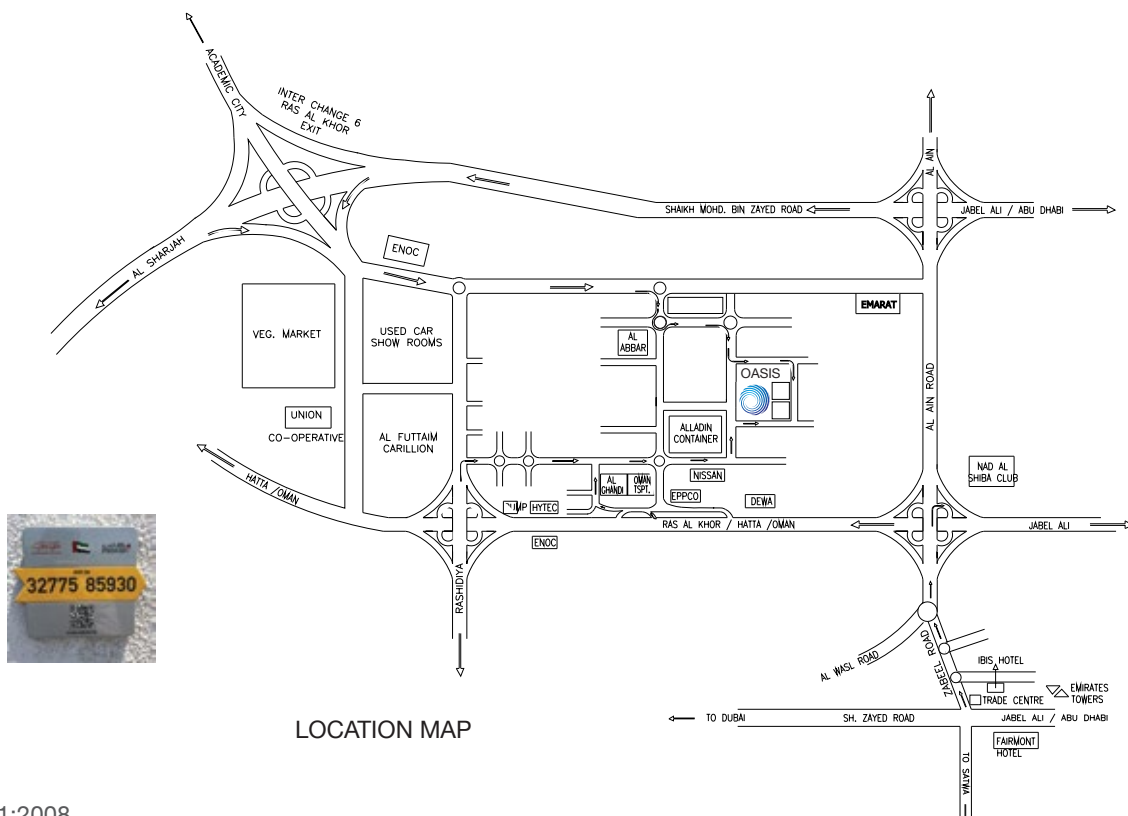 ACADEMIC CITY
INTER CHANGE 6
RAS AL KHOR
EXIT
AL AIN
SHAIKH MOHD. BIN ZAYED ROAD
JABEL ALI / ABU DHABI
AL SHARJAH
ENOC
EMARAT
VEG. MARKET
USED CAR
SHOW ROOMS
AL
ABBAR
OASIS
AL AIN ROAD
UNION
CO-OPERATIVE
AL FUTTAIM
CARILLION
ALLADIN
CONTAINER
NISSAN
NAD AL
SHIBA CLUB
HATTA /OMAN
AL
GHANDI
OMAN
TSPT.
EPPCO
DEWA
HYTEC
RAS AL KHOR / HATTA /OMAN
JABEL ALI
ENOC
RASHIDIYA
32775 85930
AL WASL ROAD
ZABEEL ROAD
IBIS HOTEL
TRADE CENTRE
EMIRATES
TOWERS
LOCATION MAP
TO DUBAI
SH. ZAYED ROAD
JABEL ALI / ABU DHABI
FAIRMONT
HOTEL
TO SATWA
1:2008